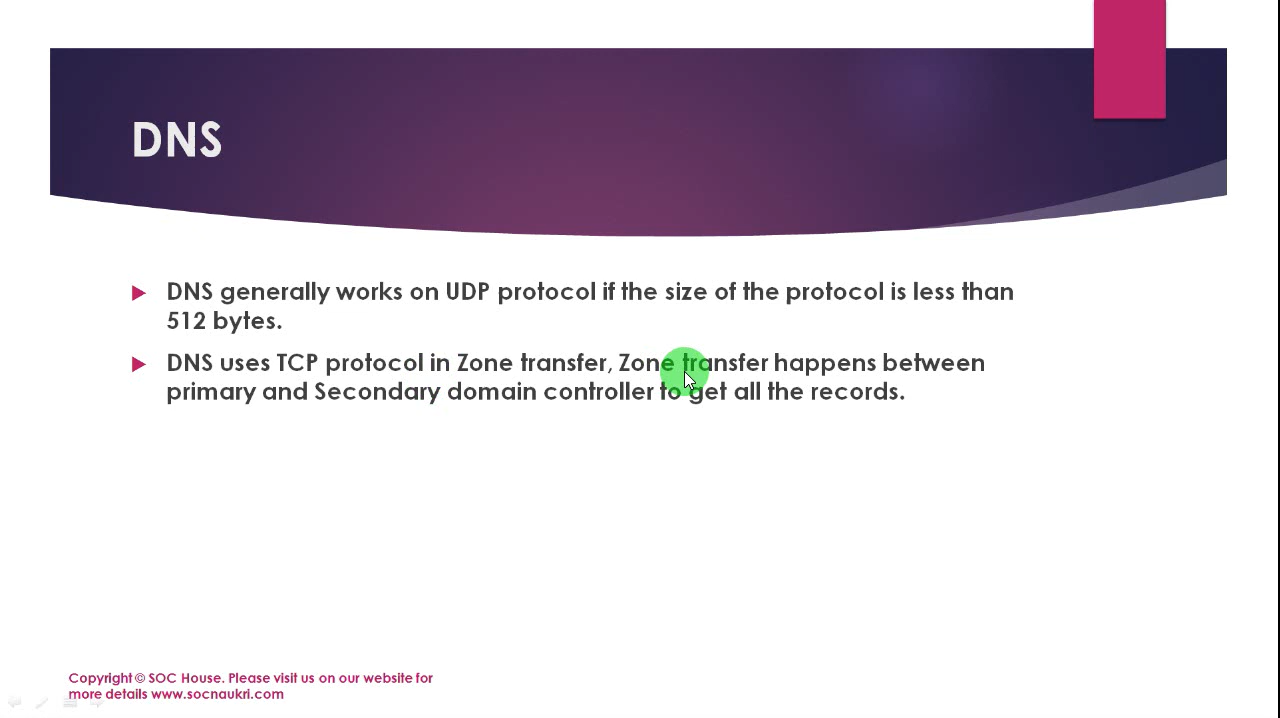 DNS
DNS generally works on UDP protocol if the size of the protocol is less than
512 bytes.
DNS uses TCP protocol in Zone transfer, Zone transfer happens between
primary and Secondary domain controller to get all the records.
Copyright © SOC House. Please visit us on our website for
more details www.socnaukri.com